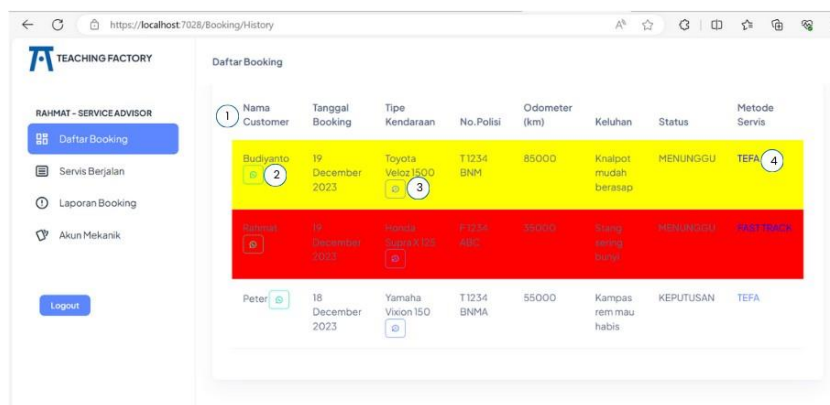 https://localhost:7028/Booking/History
TEACHING FACTORY
Daftar Booking
RAHMAT - SERVICE ADVISOR
Daftar Booking
Servis Berjalan
Laporan Booking
Akun Mekanik
Logout
1
Nama Customer
Tanggal Booking
Tipe Kendaraan
No.Polisi
Odometer (km)
Keluhan
Status
Metode Servis
Budiyanto
2
19 December 2023
Toyota Veloz 1500
3
T 1234 BNM
85000
Knalpot mudah berasap
MENUNGGU
TEFA
4
Rahmat
19 December 2023
Honda Supra X 125
F 1234 ABC
35000
Stang sering bunyi
MENUNGGU
FAST TRACK
Peter
18 December 2023
Yamaha Vixion 150
T 1234 BNMA
55000
Kampas rem mau habis
KEPUTUSAN
TEFA